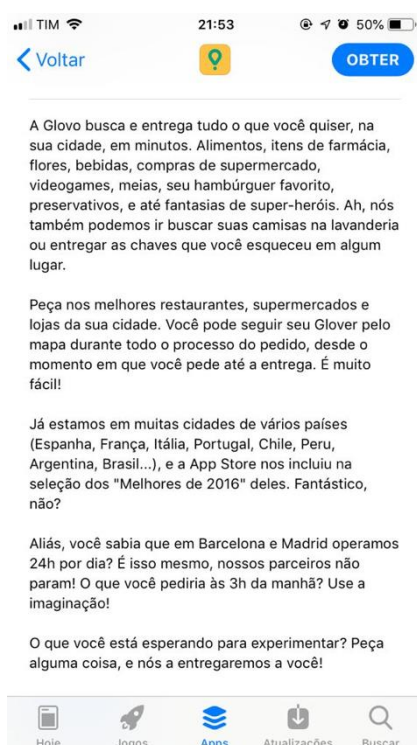 TIM 21:53 50%
Voltar OBTER
A Glovo busca e entrega tudo o que você quiser, na
sua cidade, em minutos. Alimentos, itens de farmácia,
flores, bebidas, compras de supermercado,
videogames, meias, seu hambúrguer favorito,
preservativos, e até fantasias de super-heróis. Ah, nós
também podemos ir buscar suas camisas na lavanderia
ou entregar as chaves que você esqueceu em algum
lugar.
Peça nos melhores restaurantes, supermercados e
lojas da sua cidade. Você pode seguir seu Glover pelo
mapa durante todo o processo do pedido, desde o
momento em que você pede até a entrega. É muito
fácil!
Já estamos em muitas cidades de vários países
(Espanha, França, Itália, Portugal, Chile, Peru,
Argentina, Brasil...), e a App Store nos incluiu na
seleção dos "Melhores de 2016" deles. Fantástico,
não?
Aliás, você sabia que em Barcelona e Madrid operamos
24h por dia? É isso mesmo, nossos parceiros não
param! O que você pediria às 3h da manhã? Use a
imaginação!
O que você está esperando para experimentar? Peça
alguma coisa, e nós a entregaremos a você!
Hoje Jogos Apps Atualizações Buscar